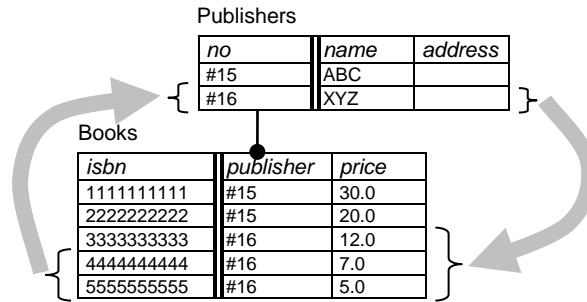 Publishers
no name address
#15 ABC
#16 XYZ
Books
isbn publisher price
1111111111 #15 30.0
2222222222 #15 20.0
3333333333 #16 12.0
4444444444 #16 7.0
5555555555 #16 5.0